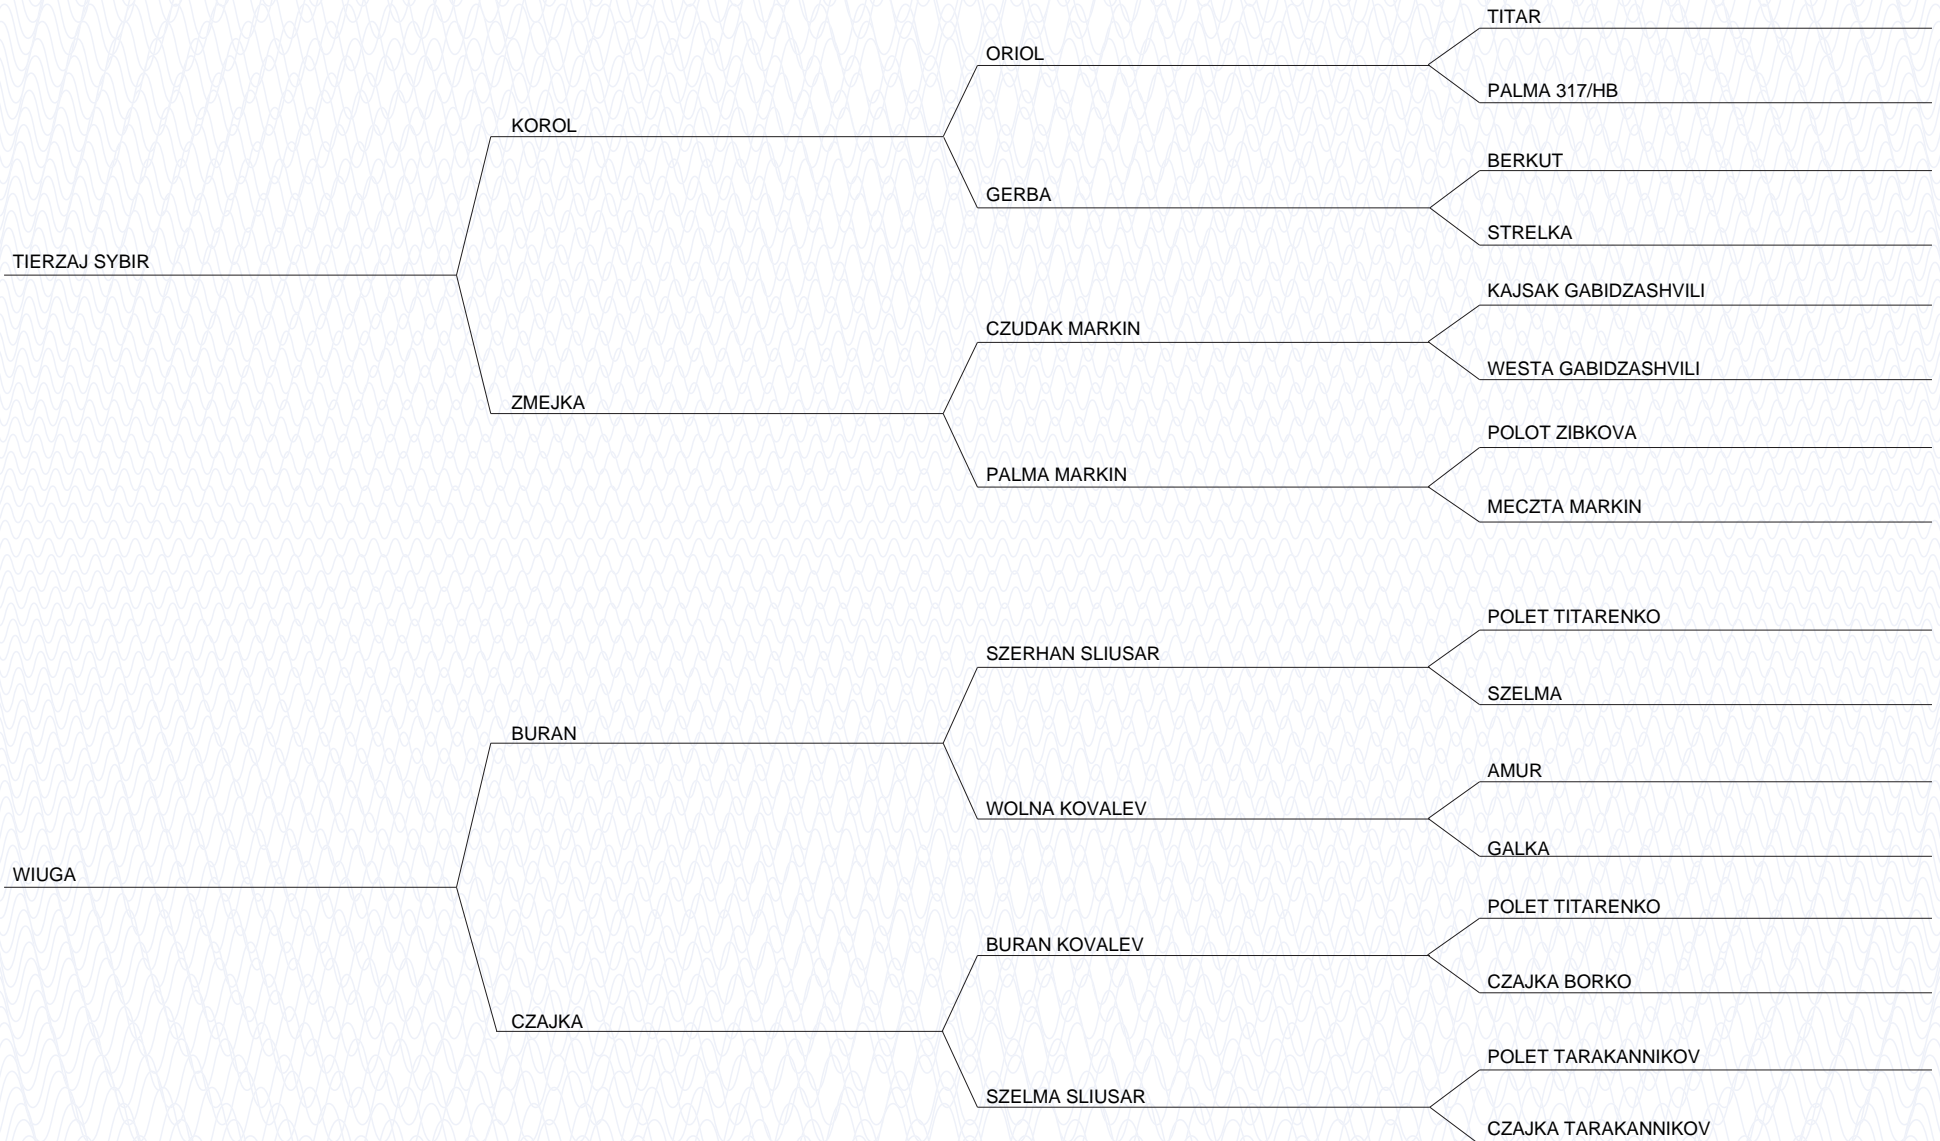 TITAR
ORIOL
PALMA 317/HB
KOROL
BERKUT
GERBA
STRELKA
TIERZAJ SYBIR
KAJSAK GABIDZASHVILI
CZUDAK MARKIN
WESTA GABIDZASHVILI
ZMEJKA
POLOT ZIBKOVA
PALMA MARKIN
MECZTA MARKIN
POLET TITARENKO
SZERHAN SLIUSAR
SZELMA
BURAN
AMUR
WOLNA KOVALEV
GALKA
WIUGA
POLET TITARENKO
BURAN KOVALEV
CZAJKA BORKO
CZAJKA
POLET TARAKANNIKOV
SZELMA SLIUSAR
CZAJKA TARAKANNIKOV